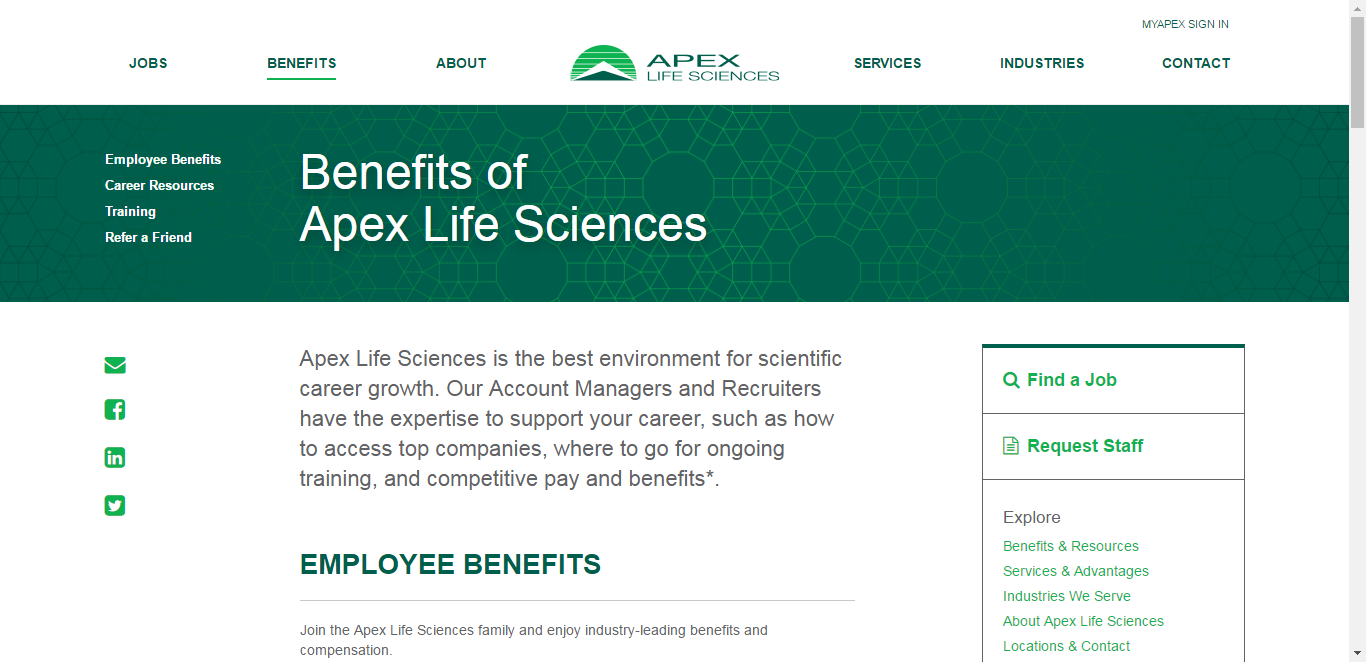 MYAPEX SIGN IN
JOBS
BENEFITS
ABOUT
APEX
LIFE SCIENCES
SERVICES
INDUSTRIES
CONTACT
Employee Benefits
Career Resources
Training
Refer a Friend
Benefits of
Apex Life Sciences
Apex Life Sciences is the best environment for scientific
career growth. Our Account Managers and Recruiters
have the expertise to support your career, such as how
to access top companies, where to go for ongoing
training, and competitive pay and benefits*.
EMPLOYEE BENEFITS
Join the Apex Life Sciences family and enjoy industry-leading benefits and
compensation.
Find a Job
Request Staff
Explore
Benefits & Resources
Services & Advantages
Industries We Serve
About Apex Life Sciences
Locations & Contact